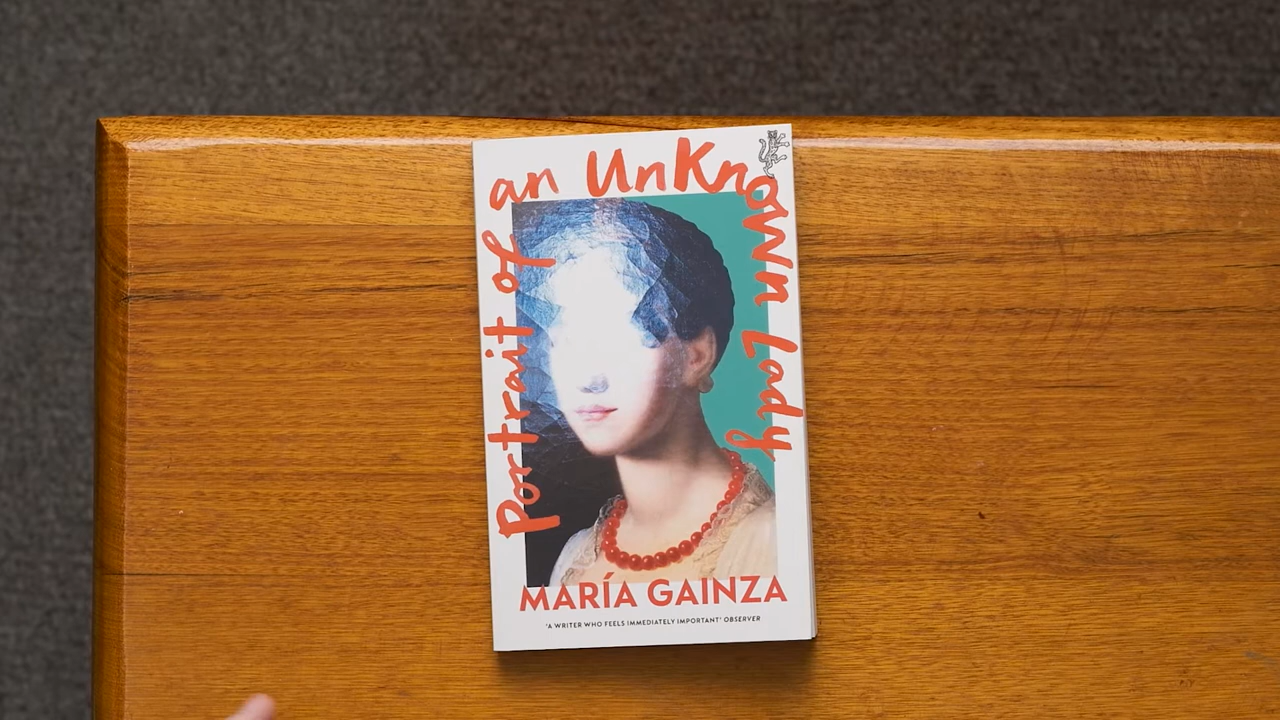 Portrait of an UnKnown Lady
MARÍA GAINZA
'A WRITER WHO FEELS IMMEDIATELY IMPORTANT' OBSERVER